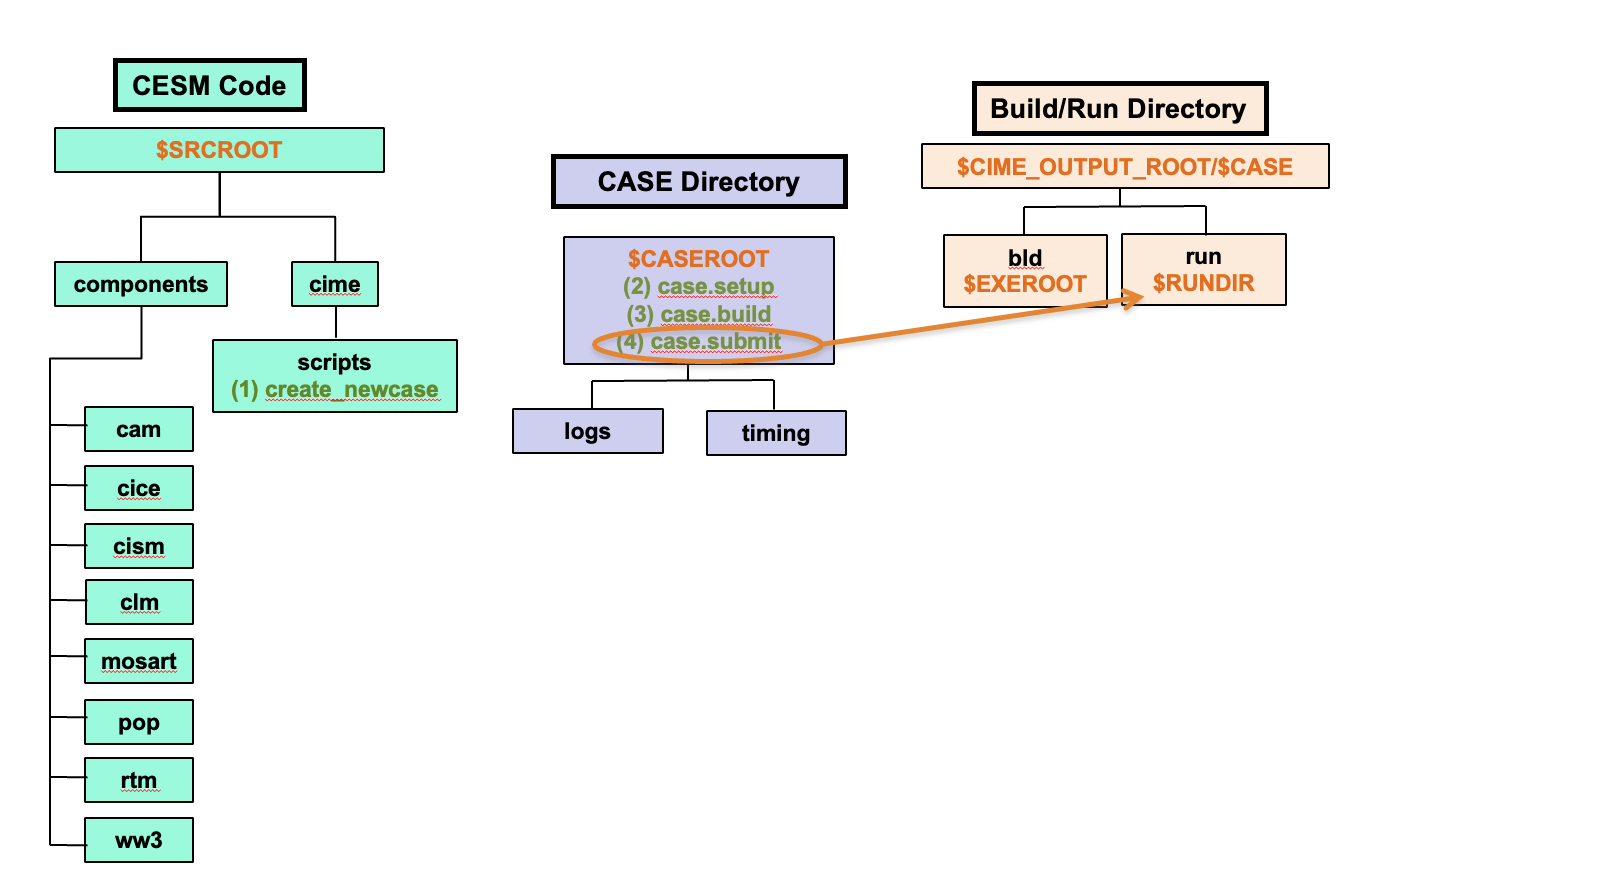 CESM Code
$SRCROOT
components
cime
scripts
(1) create_newcase
cam
cice
cism
clm
mosart
pop
rtm
ww3
CASE Directory
$CASEROOT
(2) case.setup
(3) case.build
(4) case.submit
logs
timing
Build/Run Directory
$CIME_OUTPUT_ROOT/$CASE
bld
$EXEROOT
run
$RUNDIR